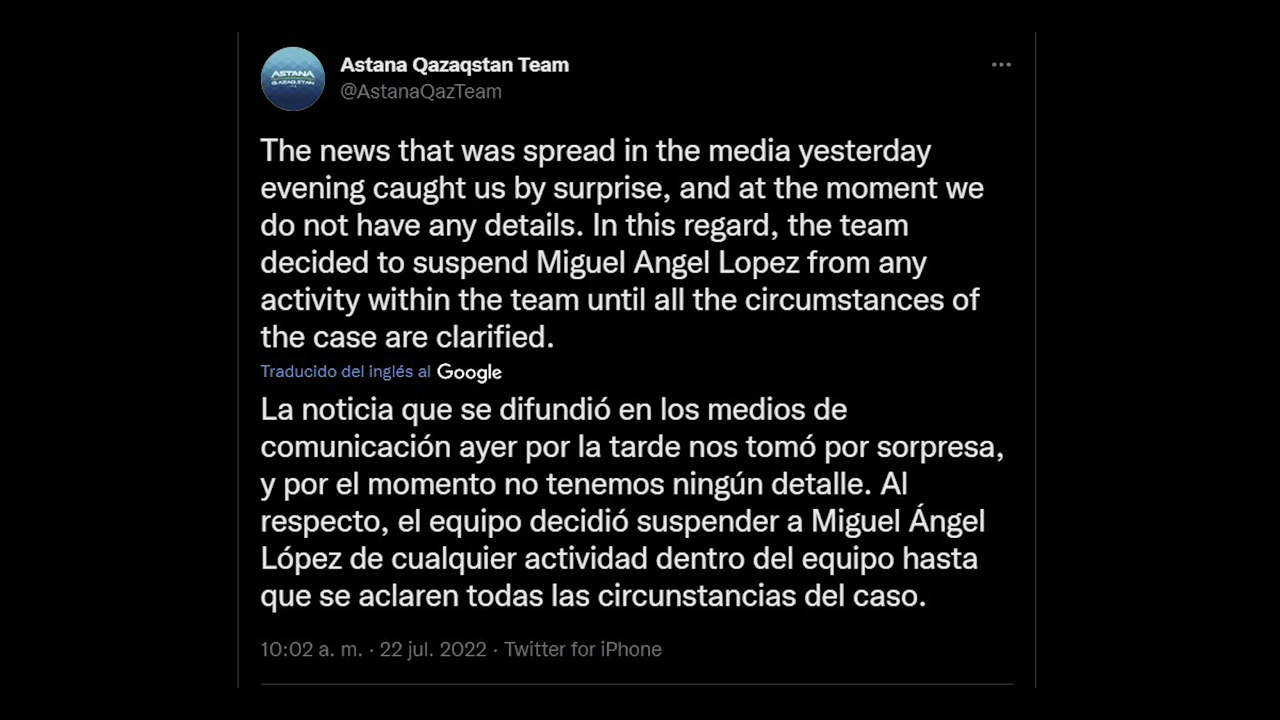 Astana Qazaqstan Team
@AstanaQazTeam
ASTANA
QAZAQSTAN
The news that was spread in the media yesterday
evening caught us by surprise, and at the moment we
do not have any details. In this regard, the team
decided to suspend Miguel Angel Lopez from any
activity within the team until all the circumstances of
the case are clarified.
Traducido del inglés al Google
La noticia que se difundió en los medios de
comunicación ayer por la tarde nos tomó por sorpresa,
y por el momento no tenemos ningún detalle. Al
respecto, el equipo decidió suspender a Miguel Ángel
López de cualquier actividad dentro del equipo hasta
que se aclaren todas las circunstancias del caso.
10:02 a. m. · 22 jul. 2022 · Twitter for iPhone